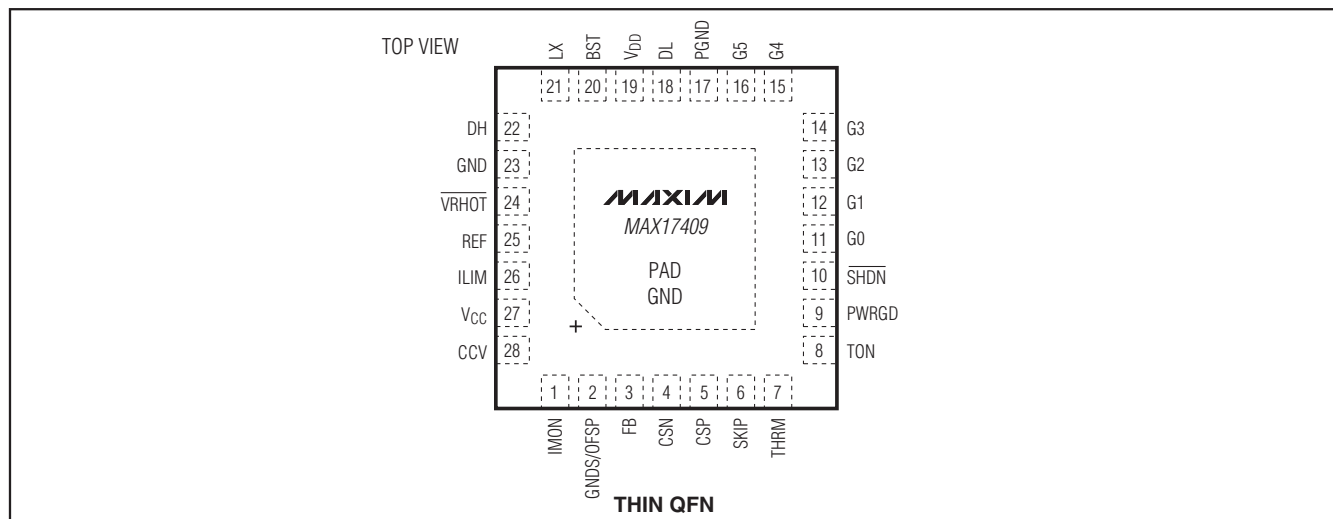 TOP VIEW
LX
BST
VDD
DL
PGND
G5
G4
21 20 19 18 17 16 15
DH 22
GND 23
VRHOT 24
REF 25
ILIM 26
VCC 27
CCV 28
14 G3
13 G2
12 G1
11 G0
10 SHDN
9 PWRGD
8 TON
MAXIM
MAX17409
PAD
GND
+
1 2 3 4 5 6 7
IMON
GNDS/OFSP
FB
CSN
CSP
SKIP
THRM
THIN QFN